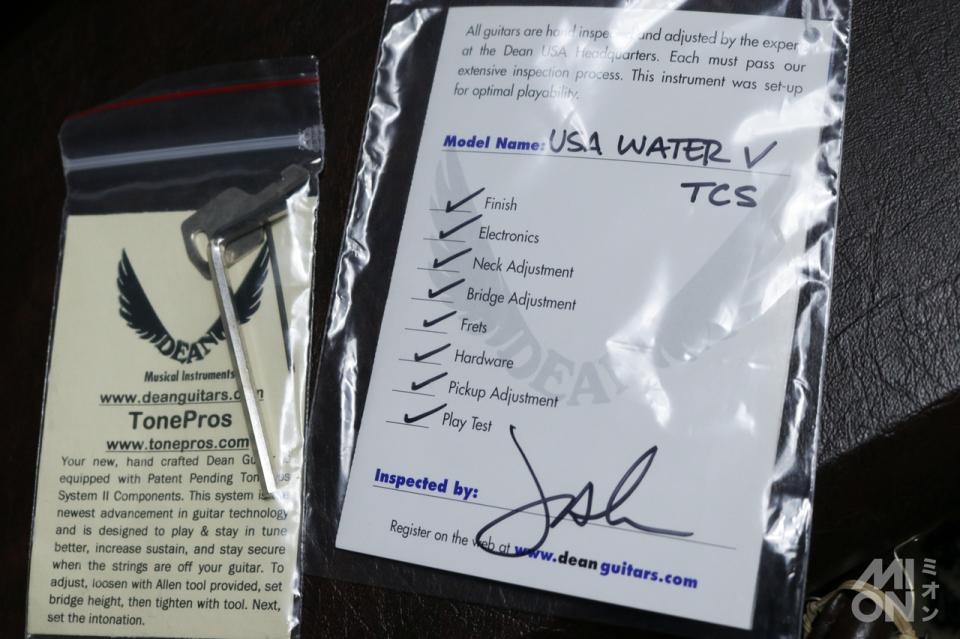 DEAN
Musical Instruments
www.deanguitars.com
TonePros
www.tonepros.com
Your new, hand crafted Dean
equipped with Patent Pending
System II Components. This system is
newest advancement in guitar technology
and is designed to play & stay in tune
better, increase sustain, and stay secure
when the strings are off your guitar. To
adjust, loosen with Allen tool provided, set
bridge height, then tighten with tool. Next,
set the intonation.
All guitars are hand inspected and adjusted by the
at the Dean USA Headquarters. Each must pass our
extensive inspection process. This instrument was set-up
for optimal playability.
Model Name: USA WATER V
TCS
Finish
Electronics
Neck Adjustment
Bridge Adjustment
Frets
Hardware
Pickup Adjustment
Play Test
DEAN
Inspected by: Josh
Register on the web at www.deanguitars.com
MI
ON
ミオン